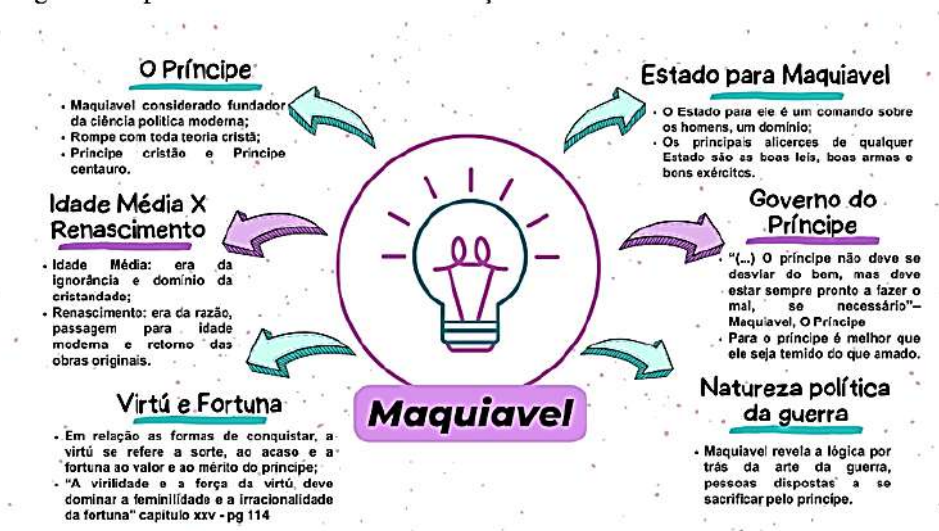 O Príncipe
• Maquiavel considerado fundador
da ciência política moderna;
• Rompe com toda teoria cristã;
• Príncipe cristão e Príncipe
centauro.
Idade Média X
Renascimento
• Idade Média: era da
ignorância e domínio da
cristandade;
• Renascimento: era da razão,
passagem para idade
moderna e retorno das
obras originais.
Virtú e Fortuna
• Em relação as formas de conquistar, a
virtú se refere a sorte, ao acaso e a
fortuna ao valor e ao mérito do príncipe;
• "A virilidade e a força da virtú, deve
dominar a feminilidade e a irracionalidade
da fortuna" capítulo xxv - pg 114
Maquiavel
Estado para Maquiavel
• O Estado para ele é um comando sobre
os homens, um domínio;
• Os principais alicerces de qualquer
Estado são as boas leis, boas armas e
bons exércitos.
Governo do
Príncipe
• "(...) O príncipe não deve se
desviar do bem, mas deve
estar sempre pronto a fazer o
mal, se necessário"–
Maquiavel, O Príncipe
• Para o príncipe é melhor que
ele seja temido do que amado.
Natureza política
da guerra
• Maquiavel revela a lógica por
trás da arte da guerra,
pessoas dispostas a se
sacrificar pelo príncipe.